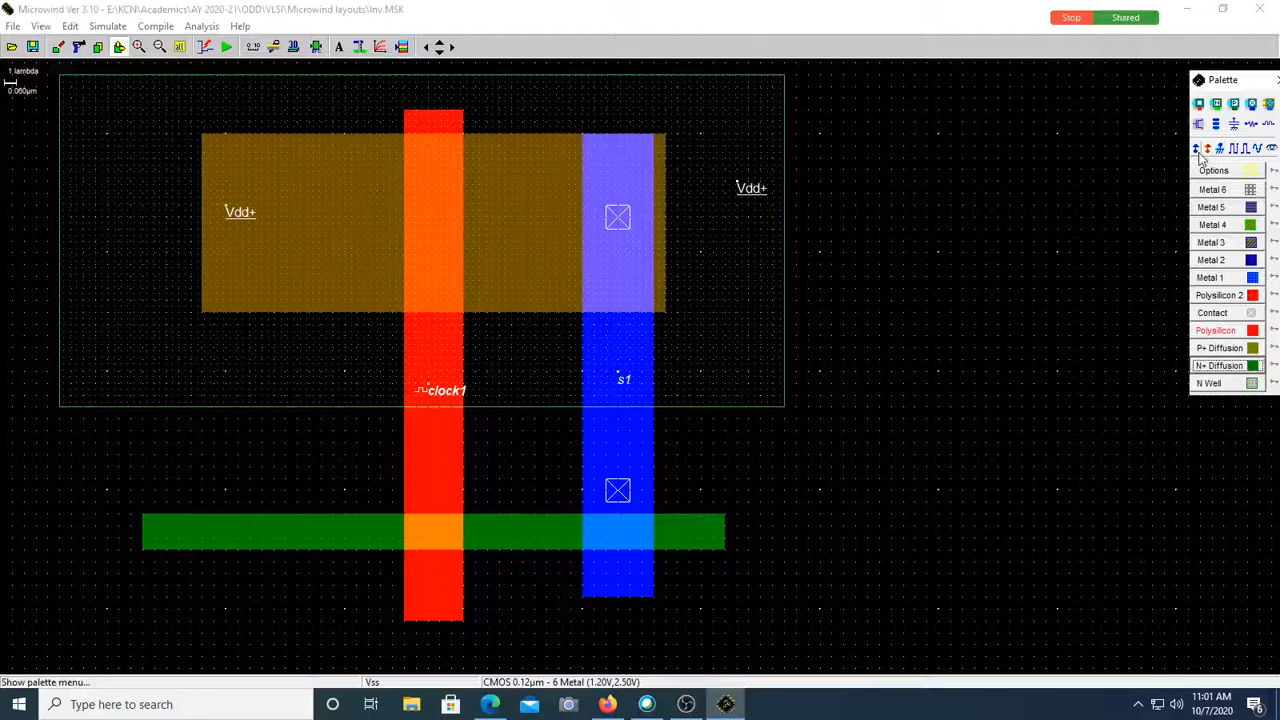 Microwind Ver 3.10 - E:\KCN\Academics\AY 2020-21\ODD\VLSI\Microwind layouts\Inv.MSK
Stop
Shared
File View Edit Simulate Compile Analysis Help
1 lambda
0.060µm
Palette
Vdd+
Vdd+
Options
Metal 6
Metal 5
Metal 4
Metal 3
Metal 2
Metal 1
Polysilicon 2
Contact
Polysilicon
P+ Diffusion
N+ Diffusion
N Well
s1
clock1
Show palette menu...
Vss
CMOS 0.12µm - 6 Metal (1.20V,2.50V)
Type here to search
11:01 AM
10/7/2020
6